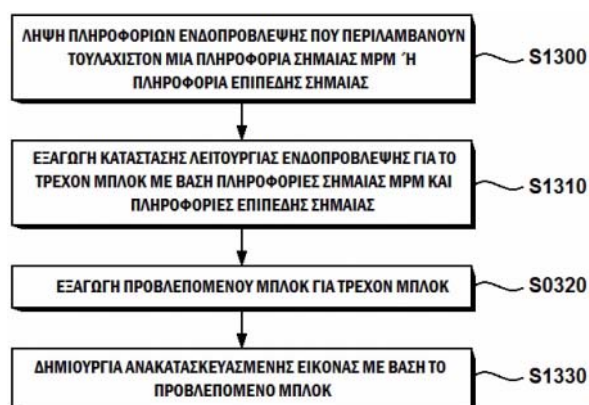 ΛΗΨΗ ΠΛΗΡΟΦΟΡΙΩΝ ΕΝΔΟΠΡΟΒΛΕΨΗΣ ΠΟΥ ΠΕΡΙΛΑΜΒΑΝΟΥΝ
ΤΟΥΛΑΧΙΣΤΟΝ ΜΙΑ ΠΛΗΡΟΦΟΡΙΑ ΣΗΜΑΙΑΣ MPM Ή
ΠΛΗΡΟΦΟΡΙΑ ΕΠΙΠΕΔΗΣ ΣΗΜΑΙΑΣ
S1300
ΕΞΑΓΩΓΗ ΚΑΤΑΣΤΑΣΗΣ ΛΕΙΤΟΥΡΓΙΑΣ ΕΝΔΟΠΡΟΒΛΕΨΗΣ ΓΙΑ ΤΟ
ΤΡΕΧΟΝ ΜΠΛΟΚ ΜΕ ΒΑΣΗ ΠΛΗΡΟΦΟΡΙΕΣ ΣΗΜΑΙΑΣ MPM ΚΑΙ
ΠΛΗΡΟΦΟΡΙΕΣ ΕΠΙΠΕΔΗΣ ΣΗΜΑΙΑΣ
S1310
ΕΞΑΓΩΓΗ ΠΡΟΒΛΕΠΟΜΕΝΟΥ ΜΠΛΟΚ ΓΙΑ ΤΡΕΧΟΝ ΜΠΛΟΚ
S0320
ΔΗΜΙΟΥΡΓΙΑ ΑΝΑΚΑΤΑΣΚΕΥΑΣΜΕΝΗΣ ΕΙΚΟΝΑΣ ΜΕ ΒΑΣΗ ΤΟ
ΠΡΟΒΛΕΠΟΜΕΝΟ ΜΠΛΟΚ
S1330